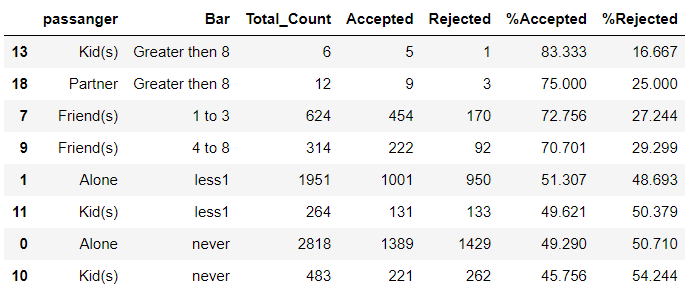 passanger Bar Total_Count Accepted Rejected %Accepted %Rejected
13 Kid(s) Greater then 8 6 5 1 83.333 16.667
18 Partner Greater then 8 12 9 3 75.000 25.000
7 Friend(s) 1 to 3 624 454 170 72.756 27.244
9 Friend(s) 4 to 8 314 222 92 70.701 29.299
1 Alone less1 1951 1001 950 51.307 48.693
11 Kid(s) less1 264 131 133 49.621 50.379
0 Alone never 2818 1389 1429 49.290 50.710
10 Kid(s) never 483 221 262 45.756 54.244